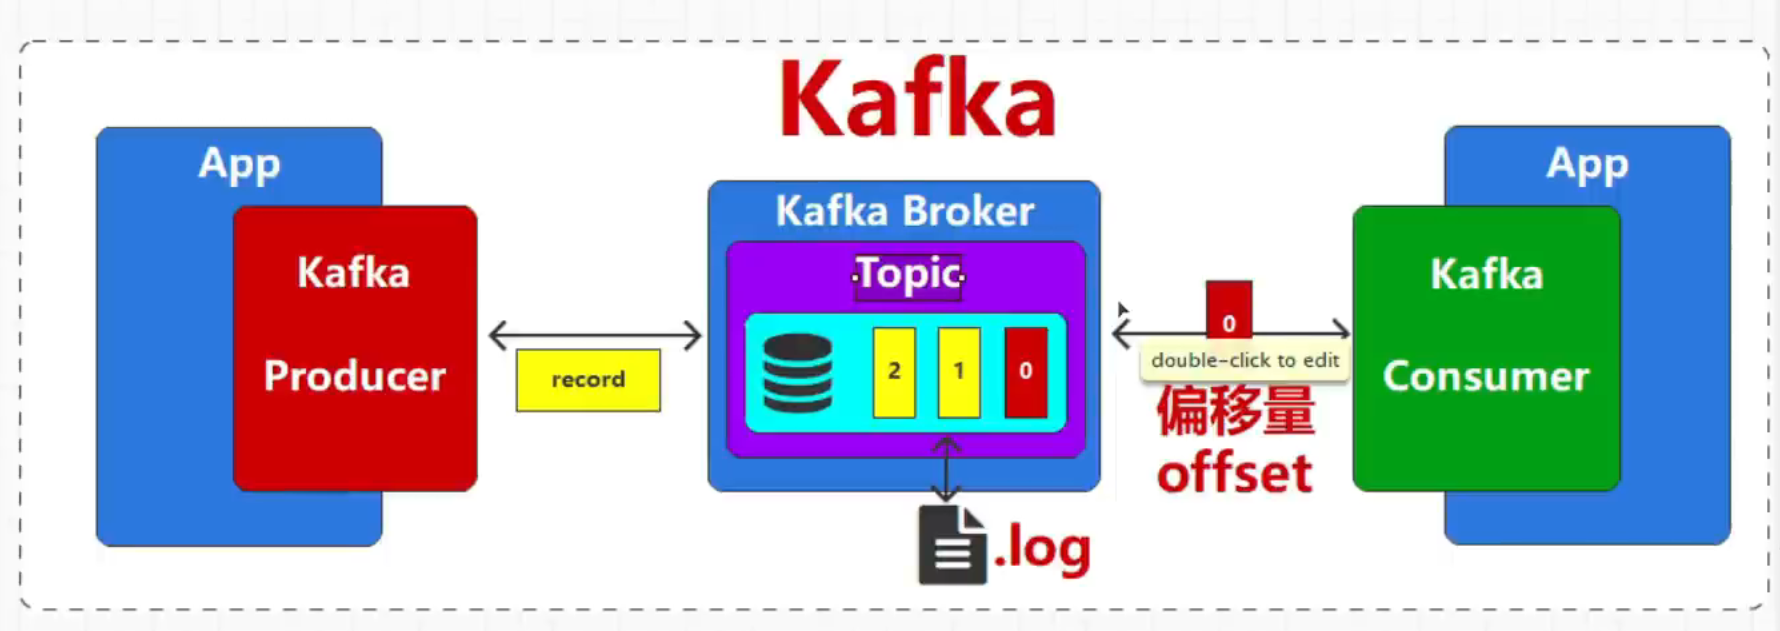 Kafka
App
Kafka
Producer
record
Kafka Broker
Topic
2 1 0
.log
0
double-click to edit
偏移量
offset
App
Kafka
Consumer